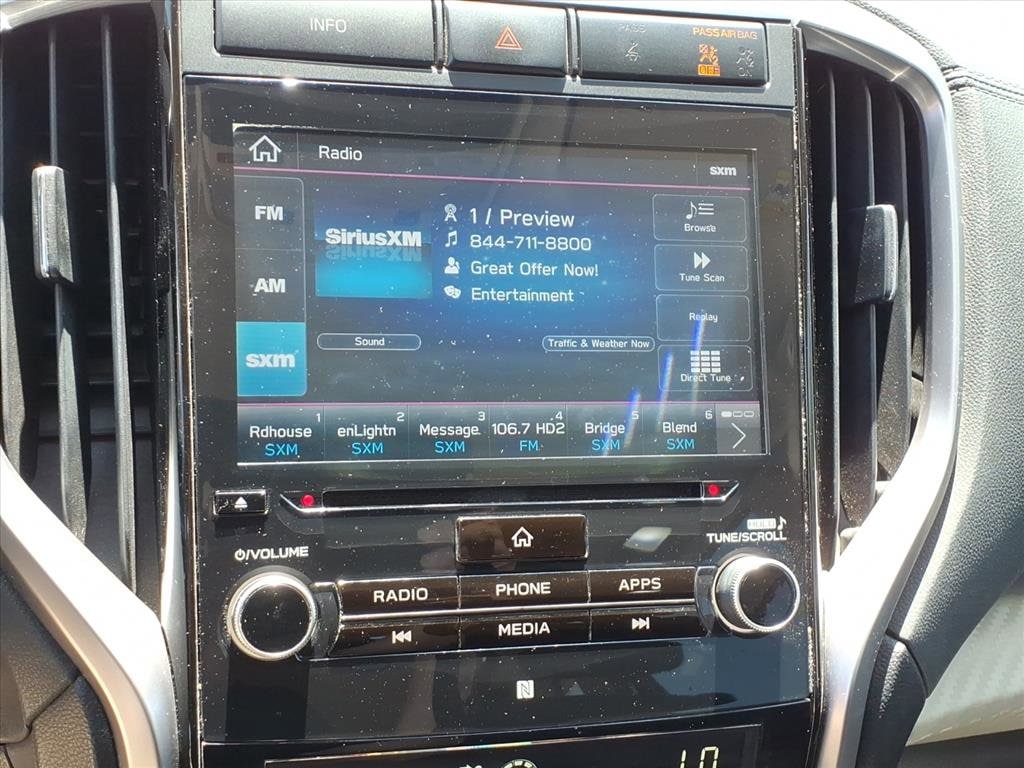 INFO
PASS
PASS AIR BAG
OFF
ON
Radio
sxm
FM
AM
sxm
SiriusXM
1 / Preview
844-711-8800
Great Offer Now!
Entertainment
Browse
Tune Scan
Replay
Direct Tune
Sound
Traffic & Weather Now
1
Rdhouse
SXM
2
enLightn
SXM
3
Message
SXM
4
106.7 HD2
FM
5
Bridge
SXM
6
Blend
SXM
/VOLUME
HOLD
TUNE/SCROLL
RADIO
PHONE
APPS
MEDIA